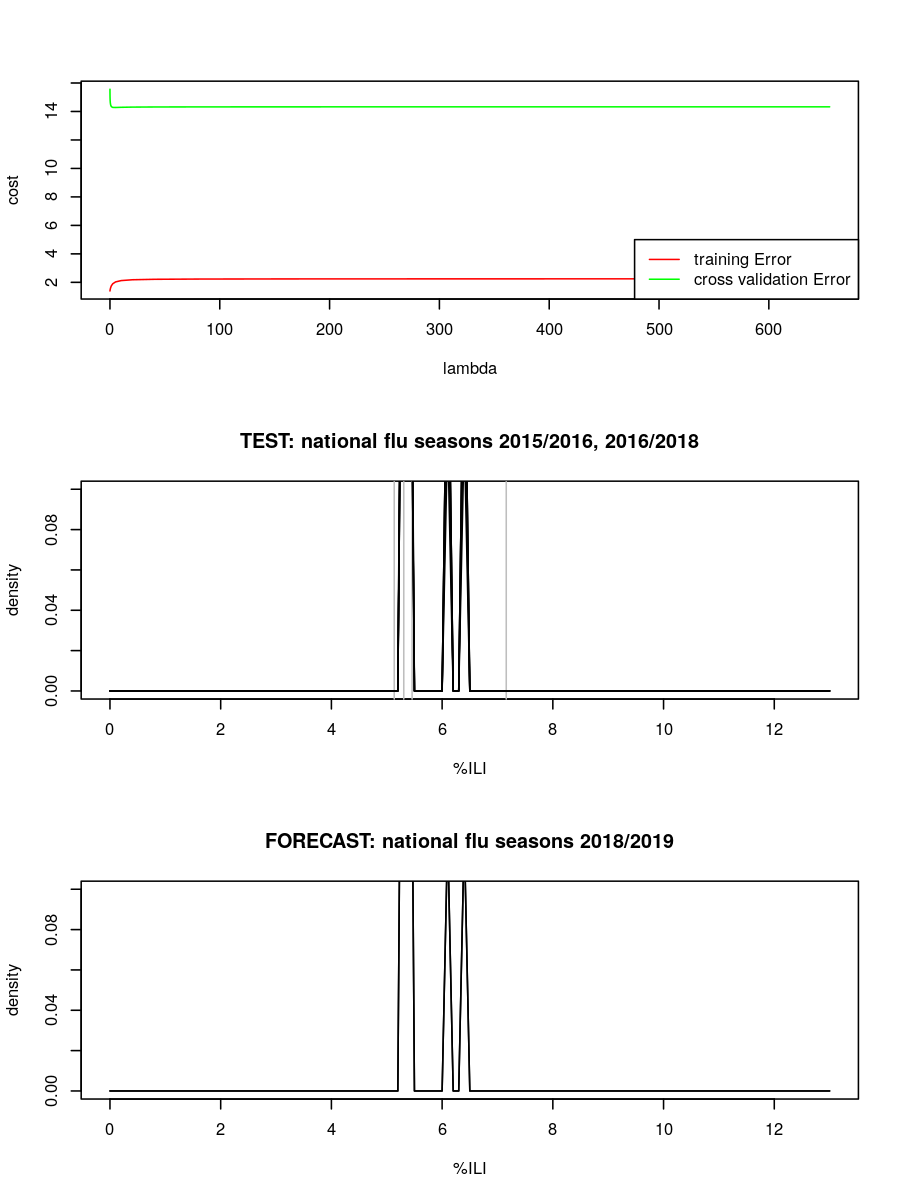 cost
2
4
6
8
10
14
training Error
cross validation Error
0 100 200 300 400 500 600
lambda
TEST: national flu seasons 2015/2016, 2016/2018
density
0.00
0.04
0.08
0 2 4 6 8 10 12
%ILI
FORECAST: national flu seasons 2018/2019
density
0.00
0.04
0.08
0 2 4 6 8 10 12
%ILI